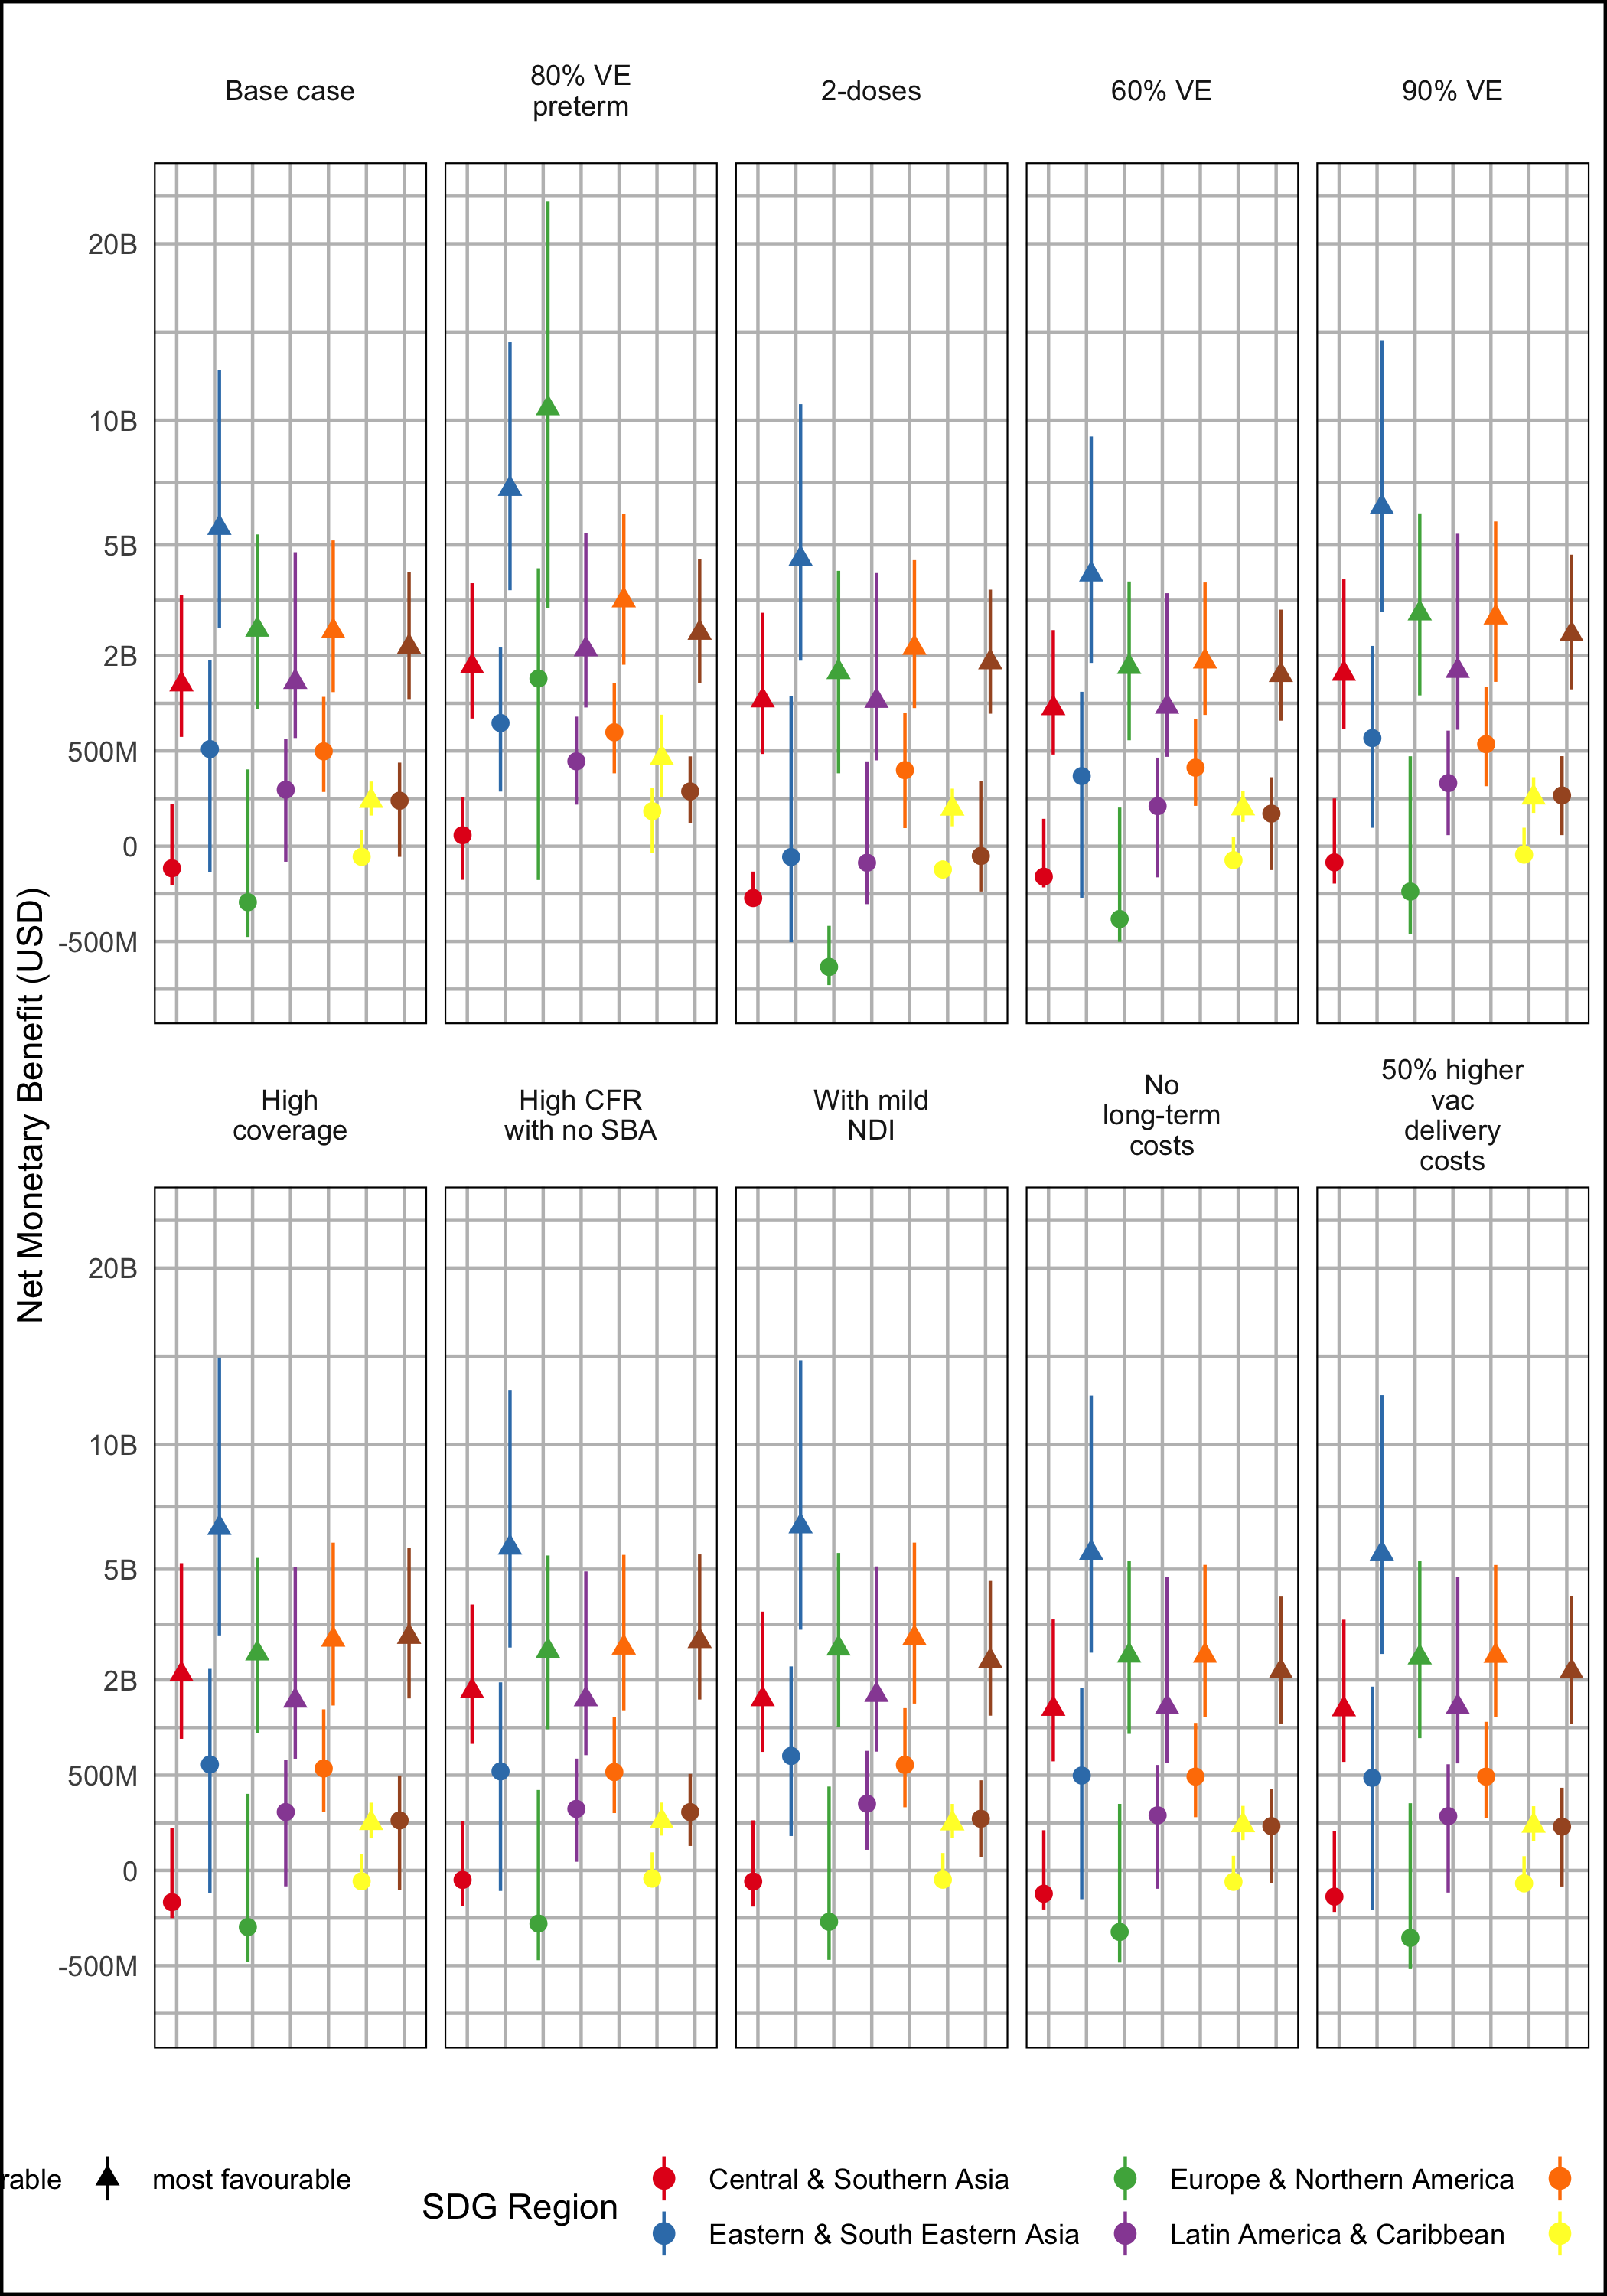 Base case
80% VE
preterm
2-doses
60% VE
90% VE
20B
10B
5B
2B
500M
0
-500M
Net Monetary Benefit (USD)
High
coverage
High CFR
with no SBA
With mild
NDI
No
long-term
costs
50% higher
vac
delivery
costs
20B
10B
5B
2B
500M
0
-500M
rable
most favourable
SDG Region
Central & Southern Asia
Europe & Northern America
Eastern & South Eastern Asia
Latin America & Caribbean